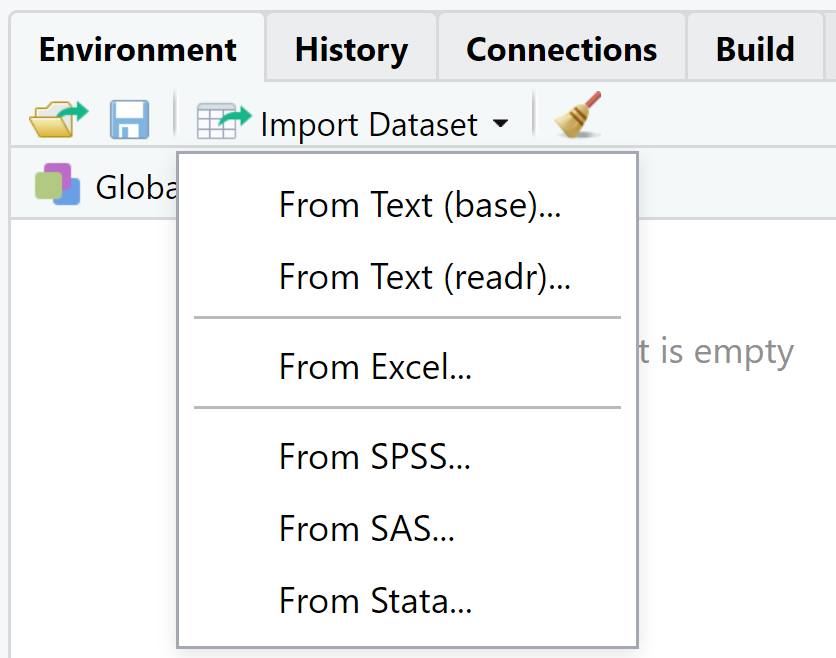 Environment History Connections Build
Import Dataset
From Text (base)...
From Text (readr)...
t is empty
From Excel...
From SPSS...
From SAS...
From Stata...